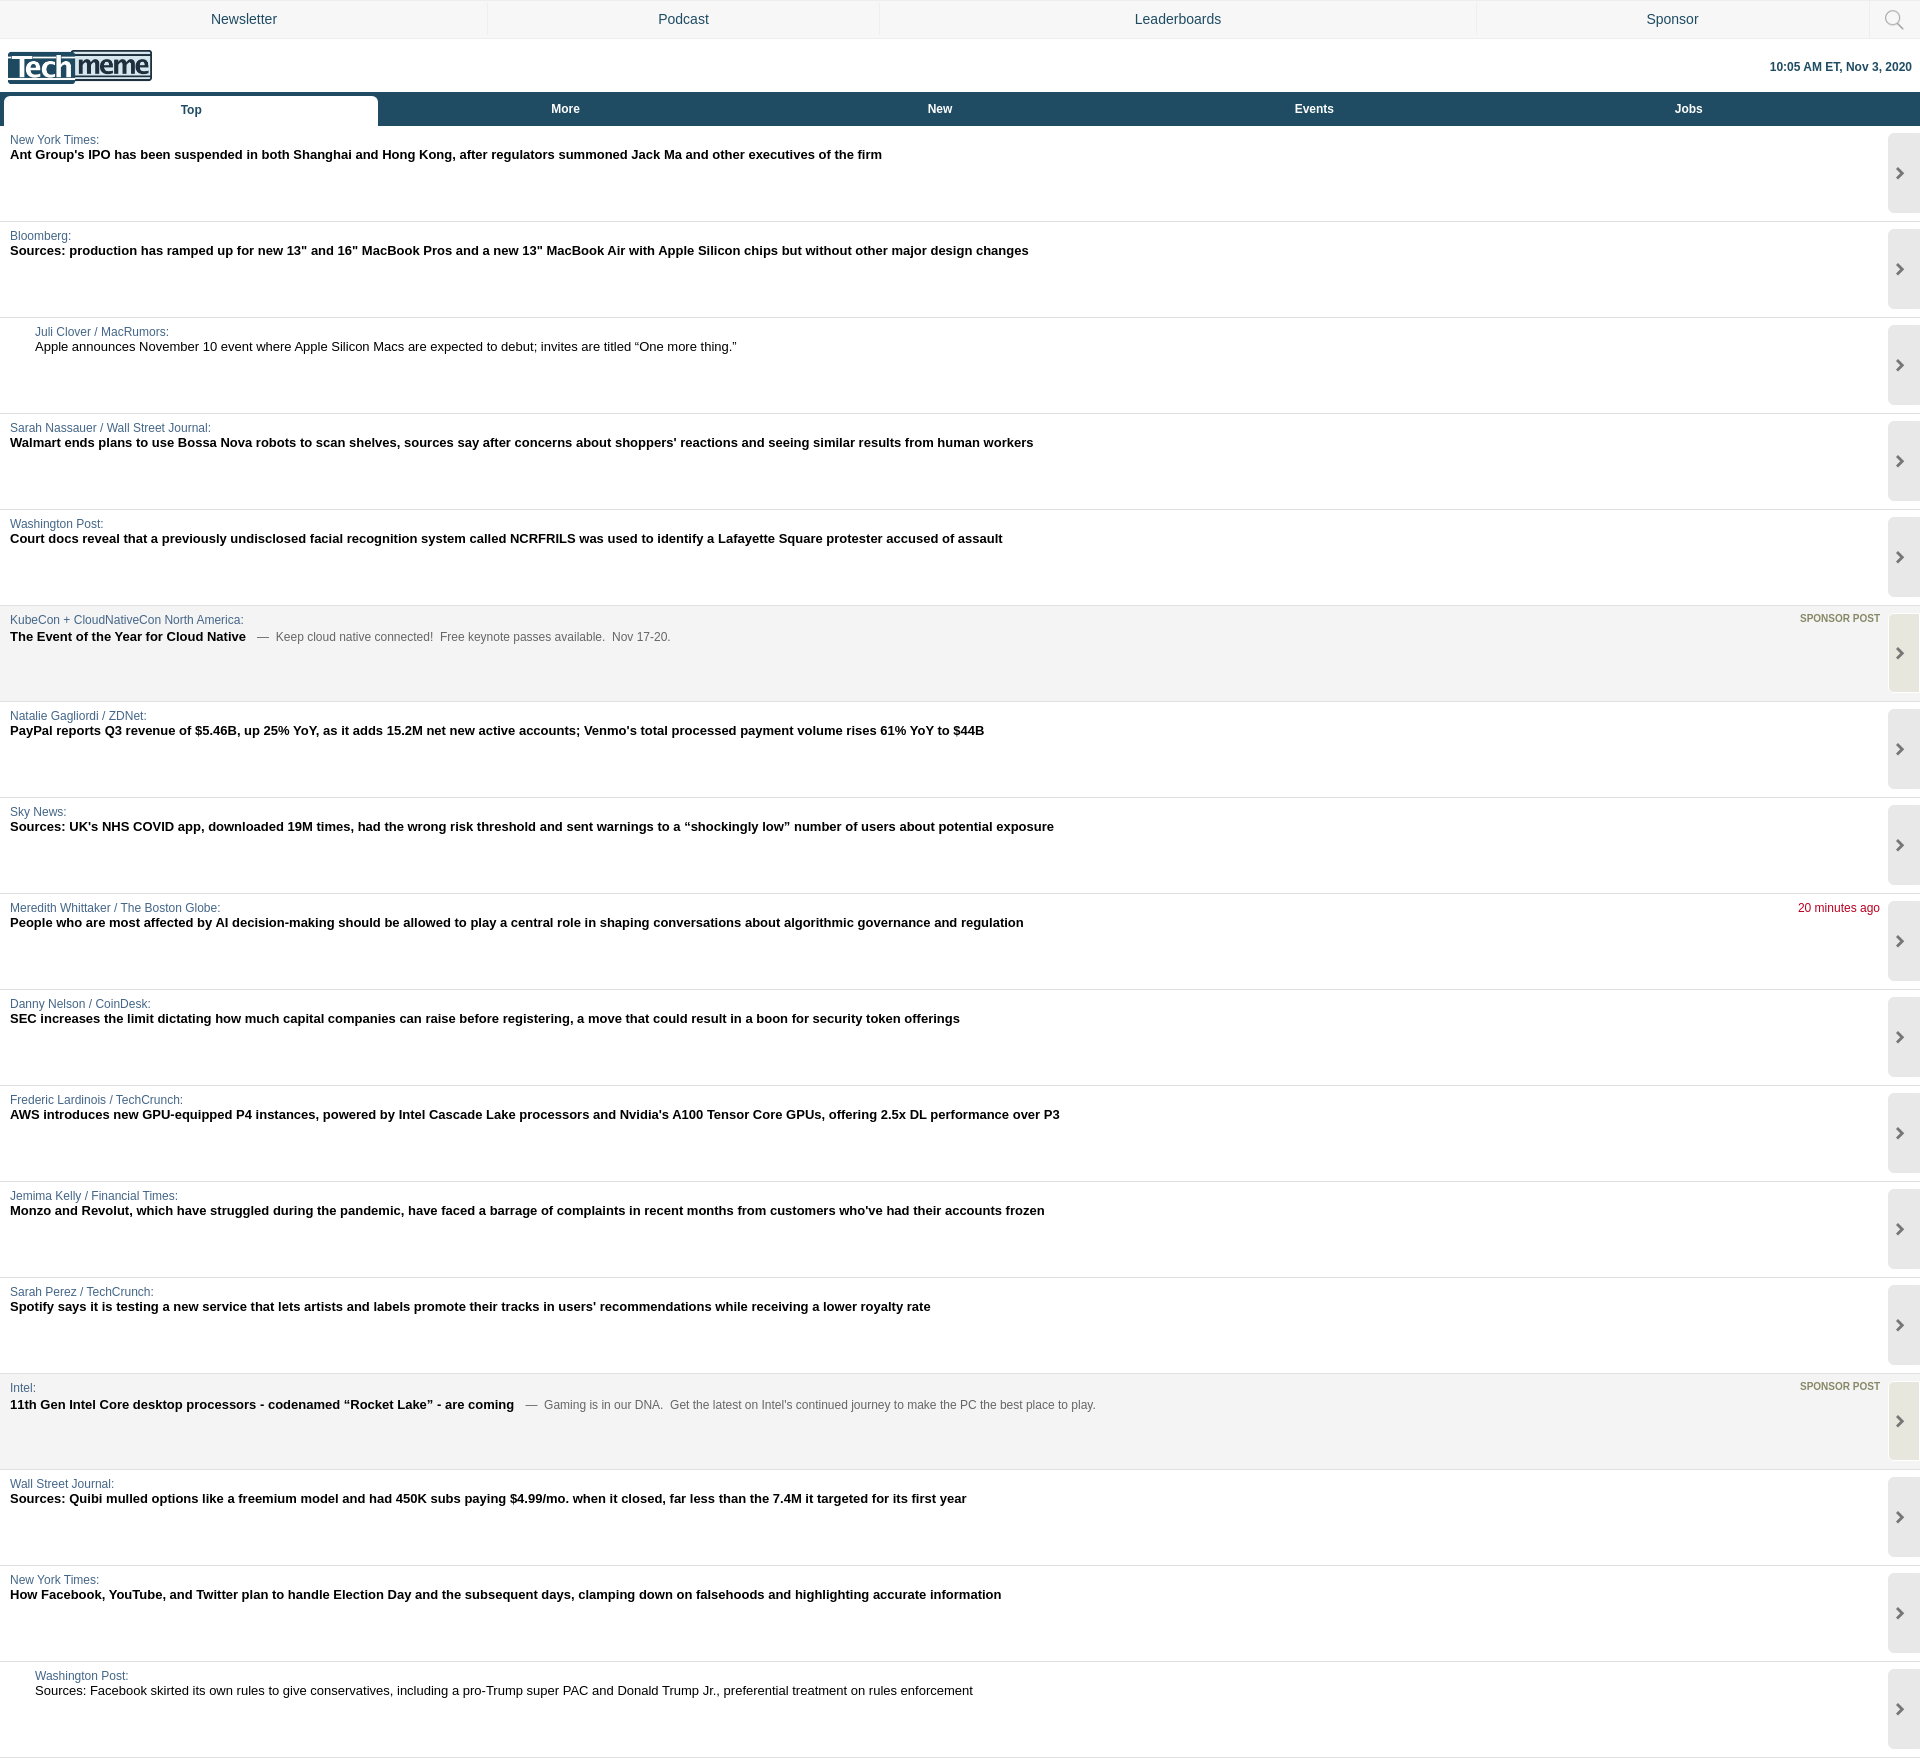 Newsletter
Podcast
Leaderboards
Sponsor
Techmeme
10:05 AM ET, Nov 3, 2020
Top
More
New
Events
Jobs
New York Times:
Ant Group's IPO has been suspended in both Shanghai and Hong Kong, after regulators summoned Jack Ma and other executives of the firm
Bloomberg:
Sources: production has ramped up for new 13" and 16" MacBook Pros and a new 13" MacBook Air with Apple Silicon chips but without other major design changes
Juli Clover / MacRumors:
Apple announces November 10 event where Apple Silicon Macs are expected to debut; invites are titled “One more thing.”
Sarah Nassauer / Wall Street Journal:
Walmart ends plans to use Bossa Nova robots to scan shelves, sources say after concerns about shoppers' reactions and seeing similar results from human workers
Washington Post:
Court docs reveal that a previously undisclosed facial recognition system called NCRFRILS was used to identify a Lafayette Square protester accused of assault
KubeCon + CloudNativeCon North America:
SPONSOR POST
The Event of the Year for Cloud Native — Keep cloud native connected! Free keynote passes available. Nov 17-20.
Natalie Gagliordi / ZDNet:
PayPal reports Q3 revenue of $5.46B, up 25% YoY, as it adds 15.2M net new active accounts; Venmo's total processed payment volume rises 61% YoY to $44B
Sky News:
Sources: UK's NHS COVID app, downloaded 19M times, had the wrong risk threshold and sent warnings to a “shockingly low” number of users about potential exposure
Meredith Whittaker / The Boston Globe:
20 minutes ago
People who are most affected by AI decision-making should be allowed to play a central role in shaping conversations about algorithmic governance and regulation
Danny Nelson / CoinDesk:
SEC increases the limit dictating how much capital companies can raise before registering, a move that could result in a boon for security token offerings
Frederic Lardinois / TechCrunch:
AWS introduces new GPU-equipped P4 instances, powered by Intel Cascade Lake processors and Nvidia's A100 Tensor Core GPUs, offering 2.5x DL performance over P3
Jemima Kelly / Financial Times:
Monzo and Revolut, which have struggled during the pandemic, have faced a barrage of complaints in recent months from customers who've had their accounts frozen
Sarah Perez / TechCrunch:
Spotify says it is testing a new service that lets artists and labels promote their tracks in users' recommendations while receiving a lower royalty rate
Intel:
SPONSOR POST
11th Gen Intel Core desktop processors - codenamed “Rocket Lake” - are coming — Gaming is in our DNA. Get the latest on Intel's continued journey to make the PC the best place to play.
Wall Street Journal:
Sources: Quibi mulled options like a freemium model and had 450K subs paying $4.99/mo. when it closed, far less than the 7.4M it targeted for its first year
New York Times:
How Facebook, YouTube, and Twitter plan to handle Election Day and the subsequent days, clamping down on falsehoods and highlighting accurate information
Washington Post:
Sources: Facebook skirted its own rules to give conservatives, including a pro-Trump super PAC and Donald Trump Jr., preferential treatment on rules enforcement